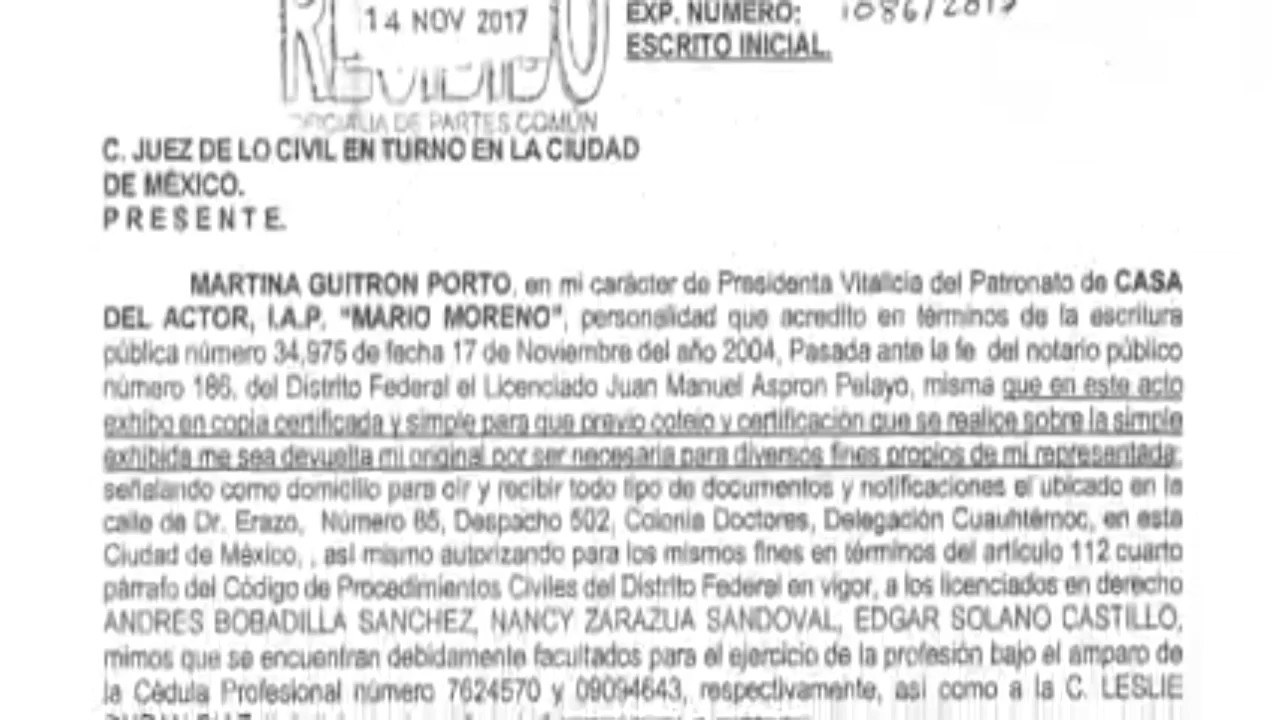 14 NOV 2017
RECIBIDO
OFICIALIA DE PARTES COMÚN
EXP. NÚMERO: 1086/2017
ESCRITO INICIAL.
C. JUEZ DE LO CIVIL EN TURNO EN LA CIUDAD
DE MÉXICO.
P R E S E N T E.
MARTINA GUITRON PORTO, en mi carácter de Presidenta Vitalicia del Patronato de CASA
DEL ACTOR, I.A.P. "MARIO MORENO", personalidad que acredito en términos de la escritura
pública número 34,975 de fecha 17 de Noviembre del año 2004, Pasada ante la fe del notario público
número 186, del Distrito Federal el Licenciado Juan Manuel Aspron Pelayo, misma que en este acto
exhibo en copia certificada y simple para que previo cotejo y certificación que se realice sobre la simple
exhibida me sea devuelta mi original por ser necesaria para diversos fines propios de mi representada;
señalando como domicilio para oír y recibir todo tipo de documentos y notificaciones el ubicado en la
calle de Dr. Erazo, Número 85, Despacho 502, Colonia Doctores, Delegación Cuauhtémoc, en esta
Ciudad de México, , así mismo autorizando para los mismos fines en términos del artículo 112 cuarto
párrafo del Código de Procedimientos Civiles del Distrito Federal en vigor, a los licenciados en derecho
ANDRES BOBADILLA SANCHEZ, NANCY ZARAZUA SANDOVAL, EDGAR SOLANO CASTILLO,
mimos que se encuentran debidamente facultados para el ejercicio de la profesión bajo el amparo de
la Cédula Profesional número 7624570 y 09094643, respectivamente, así como a la C. LESLIE